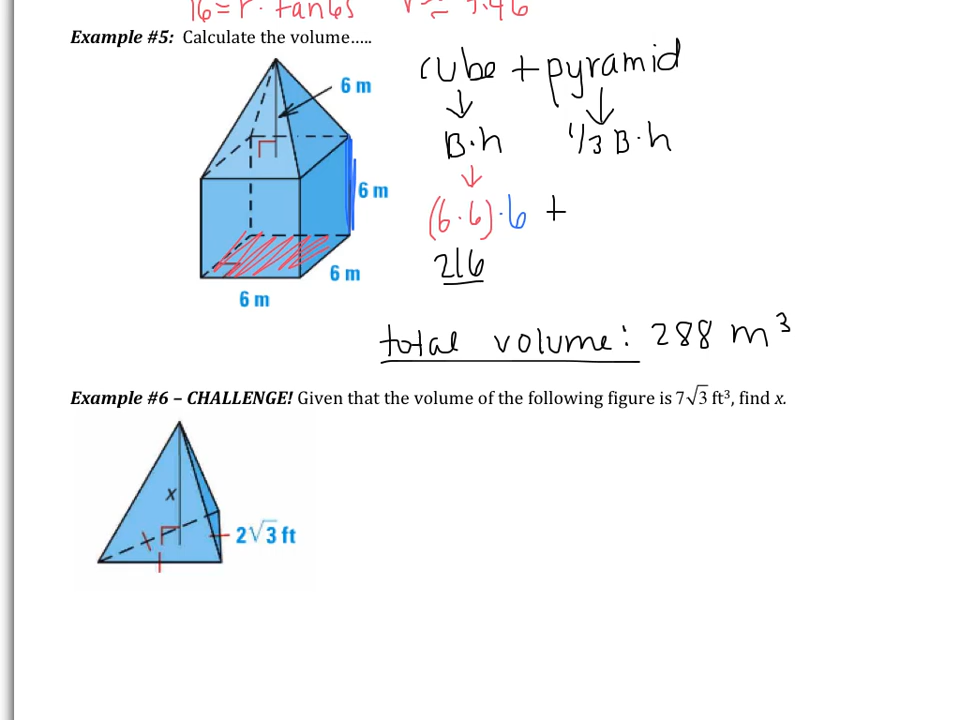 16 = r · tan65
Example #5: Calculate the volume…..
6 m
6 m
6 m
6 m
cube + pyramid
↓ ↓
B·h 1/3 B·h
↓
(6·6)·6 +
216
total volume: 288 m³
Example #6 – CHALLENGE! Given that the volume of the following figure is 7√3 ft³, find x.
x
2√3 ft